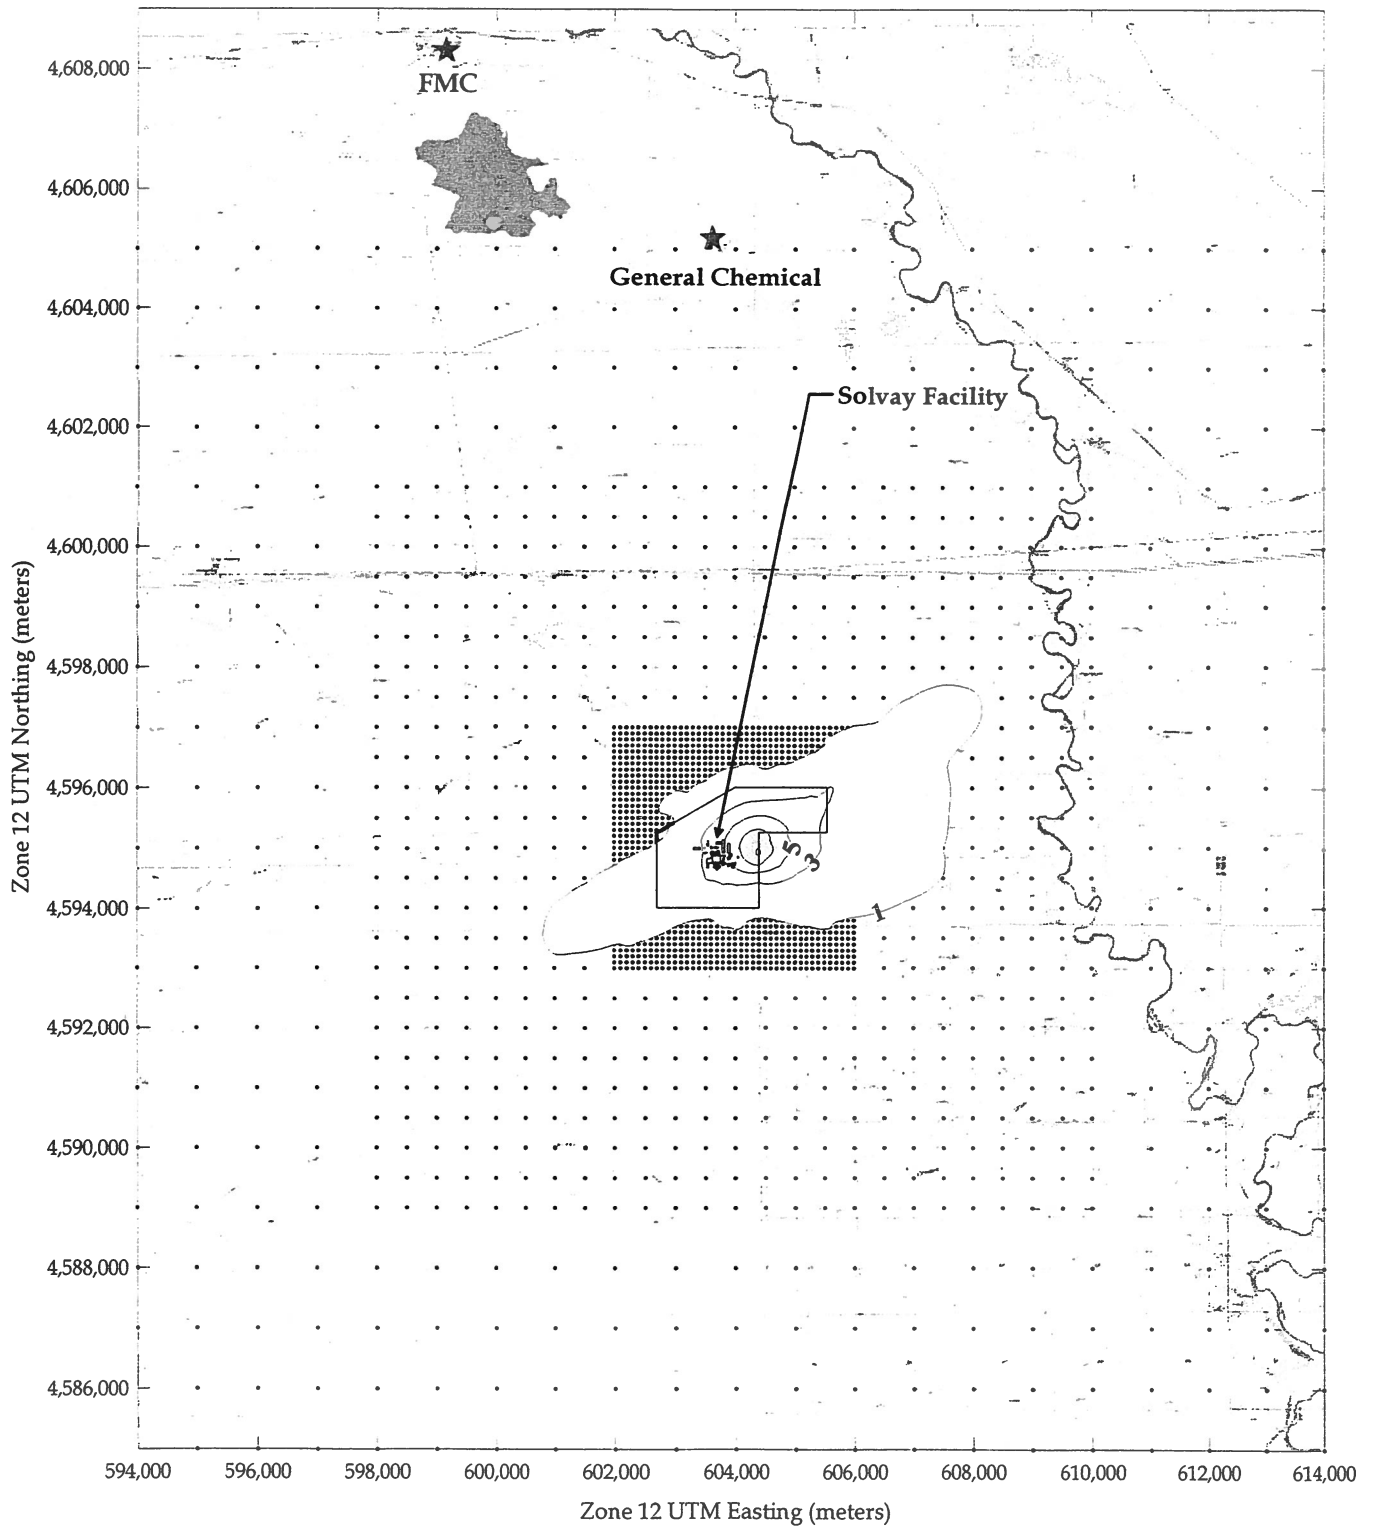 4,608,000
FMC
4,606,000
General Chemical
4,604,000
Solvay Facility
4,602,000
4,600,000
4,598,000
4,596,000
5
3
4,594,000
1
4,592,000
4,590,000
4,588,000
4,586,000
Zone 12 UTM Northing (meters)
594,000 596,000 598,000 600,000 602,000 604,000 606,000 608,000 610,000 612,000 614,000
Zone 12 UTM Easting (meters)